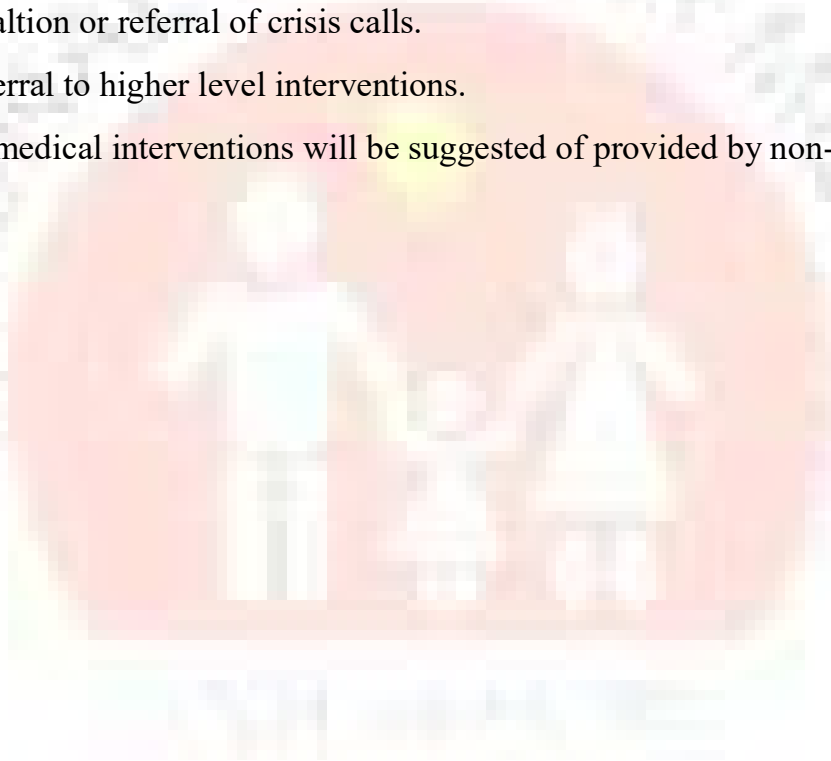 altion or referral of crisis calls.
erral to higher level interventions.
medical interventions will be suggested of provided by non-